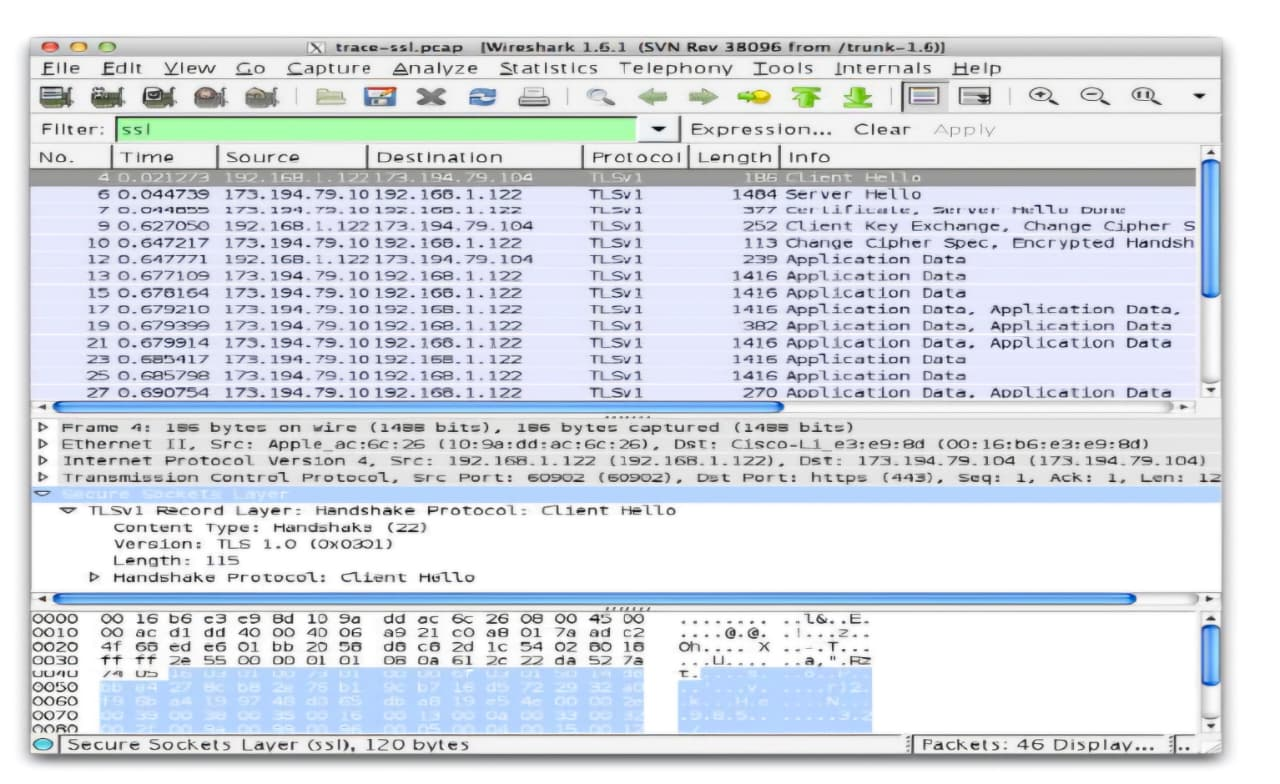 trace-ssl.pcap [Wireshark 1.6.1 (SVN Rev 38096 from /trunk-1.6)]
File Edit View Go Capture Analyze Statistics Telephony Tools Internals Help
Filter: ssl Expression... Clear Apply
No. Time Source Destination Protocol Length Info
4 0.021273 192.168.1.122 173.194.79.104 TLSv1 186 Client Hello
6 0.044739 173.194.79.10 192.168.1.122 TLSv1 1484 Server Hello
7 0.044855 173.194.79.10 192.168.1.122 TLSv1 377 Certificate, Server Hello Done
9 0.627050 192.168.1.122 173.194.79.104 TLSv1 252 Client Key Exchange, Change Cipher S
10 0.647217 173.194.79.10 192.168.1.122 TLSv1 113 Change Cipher Spec, Encrypted Handsh
12 0.647771 192.168.1.122 173.194.79.104 TLSv1 239 Application Data
13 0.677109 173.194.79.10 192.168.1.122 TLSv1 1416 Application Data
15 0.678164 173.194.79.10 192.168.1.122 TLSv1 1416 Application Data
17 0.679210 173.194.79.10 192.168.1.122 TLSv1 1416 Application Data, Application Data,
19 0.679399 173.194.79.10 192.168.1.122 TLSv1 382 Application Data, Application Data
21 0.679914 173.194.79.10 192.168.1.122 TLSv1 1416 Application Data, Application Data
23 0.685417 173.194.79.10 192.168.1.122 TLSv1 1416 Application Data
25 0.685798 173.194.79.10 192.168.1.122 TLSv1 1416 Application Data
27 0.690754 173.194.79.10 192.168.1.122 TLSv1 270 Application Data, Application Data
Frame 4: 186 bytes on wire (1488 bits), 186 bytes captured (1488 bits)
Ethernet II, Src: Apple_ac:6c:26 (10:9a:dd:ac:6c:26), Dst: Cisco-Li_e3:e9:8d (00:16:b6:e3:e9:8d)
Internet Protocol Version 4, Src: 192.168.1.122 (192.168.1.122), Dst: 173.194.79.104 (173.194.79.104)
Transmission Control Protocol, Src Port: 60902 (60902), Dst Port: https (443), Seq: 1, Ack: 1, Len: 12
Secure Sockets Layer
TLSv1 Record Layer: Handshake Protocol: Client Hello
Content Type: Handshake (22)
Version: TLS 1.0 (0x0301)
Length: 115
Handshake Protocol: Client Hello
0000 00 16 b6 e3 e9 8d 10 9a dd ac 6c 26 08 00 45 00 ........ ..l&..E.
0010 00 ac d1 dd 40 00 40 06 a9 21 c0 a8 01 7a ad c2 ....@.@. .!...z..
0020 4f 68 ed e6 01 bb 20 58 d8 c8 2d 1c 54 02 80 18 Oh.... X ..-.T...
0030 ff ff 2e 55 00 00 01 01 08 0a 61 2c 22 da 52 7a ...U.... ..a,".Rz
0040 74 05
0050
0060
0070
0080
Secure Sockets Layer (ssl), 120 bytes Packets: 46 Display...